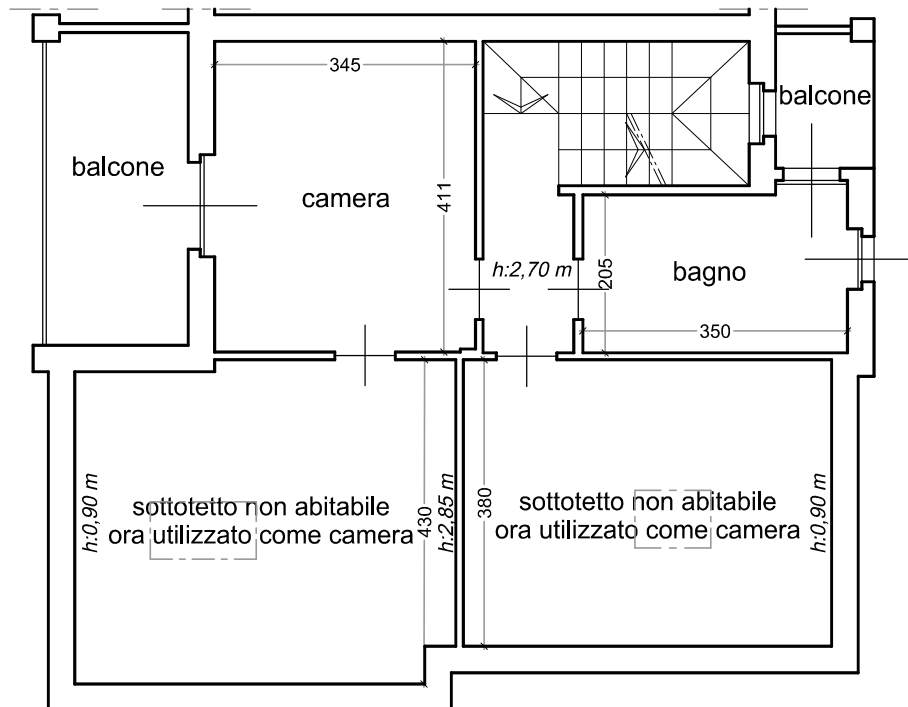 345
balcone
balcone
camera
411
h:2,70 m
205
bagno
350
sottotetto non abitabile
ora utilizzato come camera
h:0,90 m
430
h:2,85 m
380
sottotetto non abitabile
ora utilizzato come camera
h:0,90 m